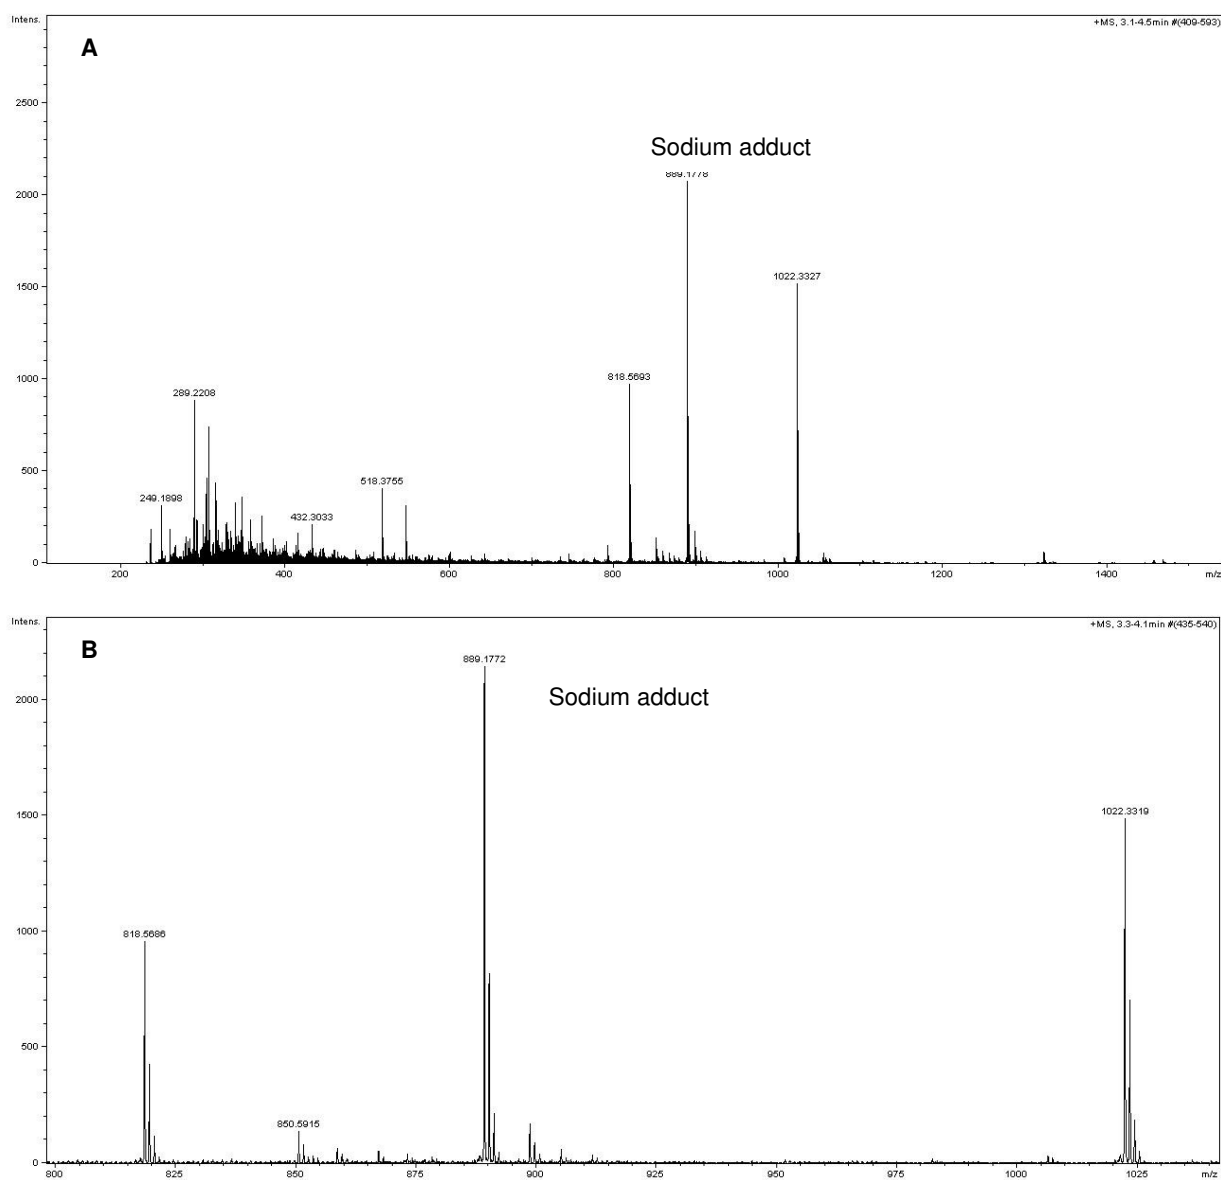 Intens.
+MS, 3.1-4.5min #(409-593)
A
2500
Sodium adduct
889.1778
2000
1500
1022.3327
1000
818.5693
289.2208
500
518.3755
249.1898
432.3033
0
200 400 600 800 1000 1200 1400 m/z
Intens.
+MS, 3.3-4.1min #(435-540)
B
889.1772
Sodium adduct
2000
1500
1022.3319
1000
818.5686
500
850.5915
0
800 825 850 875 900 925 950 975 1000 1025 m/z